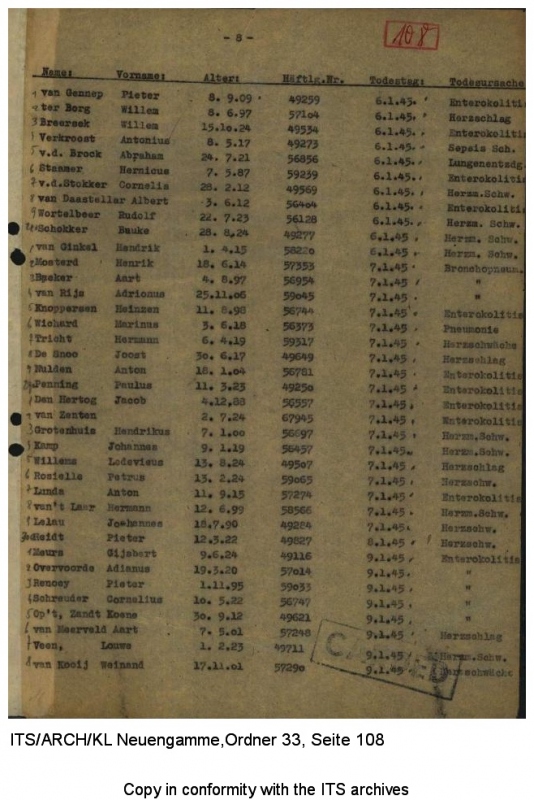 - 8 -
108
Name: Vorname: Alter: Häftlg.Nr. Todestag: Todesursache
van Gennep Pieter 8. 9.09 49259 6.1.45. Enterokoliti
ter Borg Willem 8. 6.97 57104 6.1.45. Herzschlag
Breersek Willem 15.10.24 49534 6.1.45. Enterokoliti
Verkroost Antonius 8. 3.17 49273 6.1.45. Sepsis Sch.
v.d. Brock Abraham 24. 7.21 56856 6.1.45. Lungenentzdg.
Staamer Hernicus 7. 3.87 59239 6.1.45. Enterokolitis
v.d.Stokker Cornelis 28. 2.12 49569 6.1.45. Herzm.Schw.
van Daastellar Albert 3. 6.12 56404 6.1.45. Enterokolitis
Wortelbeer Rudolf 22. 7.23 56128 6.1.45. Herzm. Schw.
Schokker Bauke 28. 8.24 49277 6.1.45 Herzm. Schw.
van Ginkel Hendrik 1. 4.15 58220 6.1.45 Herzm. Schw.
Mosterd Henrik 18. 6.14 57353 7.1.45 Bronchopneum.
Aart 4. 8.97 56954 7.1.45 "
van Rijs Adrionus 25.11.06 59045 7.1.45 "
Knoppersen Heinzen 11. 8.98 56744 7.1.45 Enterokolitis
Wichard Marinus 3. 6.18 56373 7.1.45 Pneumonie
Tricht Hermann 6. 4.19 59317 7.1.45 Herzschwäche
De Snoo Joost 30. 6.17 49649 7.1.45 Herzschlag
Hulden Anton 18. 1.04 56781 7.1.45 Enterokolitis
Penning Paulus 11. 3.23 49250 7.1.45 Enterokolitis
Den Hartog Jacob 4.12.88 56557 7.1.45 Enterokolitis
van Zenten 2. 7.24 67945 7.1.45 Enterokolitis
Grotenhuis Hendrikus 7. 1.00 56697 7.1.45 Herzm.Schw.
Kamp Johannes 9. 1.19 56457 7.1.45 Herzm.Schw.
Willems Lodevicus 13. 8.24 49507 7.1.45 Herzschlag
Rosielle Petrus 13. 2.24 59065 7.1.45 Herzschw.
Lunds Anton 11. 9.15 57274 7.1.45 Enterokolitis
van't Laar Hermann 12. 6.99 58566 7.1.45 Herzm.Schw.
Lelau Joehannes 18.7.90 49224 7.1.45 Herzschw.
Heidt Pieter 12.3.22 49827 8.1.45 Herzschw.
Meurs Gijsbert 9.6.24 49116 9.1.45 Enterokolitis
Overvoorde Adianus 19.3.20 57014 9.1.45 "
Renooy Pieter 1.11.95 59033 9.1.45 "
Schreuder Cornelius 10. 5.22 56747 9.1.45 "
Op't, Zandt Koene 30. 9.12 49621 9.1.45 "
van Meerveld Aart 7. 5.01 57248 9.1.45 Herzschlag
Veen, Louwe 1. 2.23 49711 9.1.45 Herzm.Schw.
van Kooij Weinand 17.11.01 57290 9.1.45 Herzschwäche
ITS/ARCH/KL Neuengamme,Ordner 33, Seite 108
Copy in conformity with the ITS archives